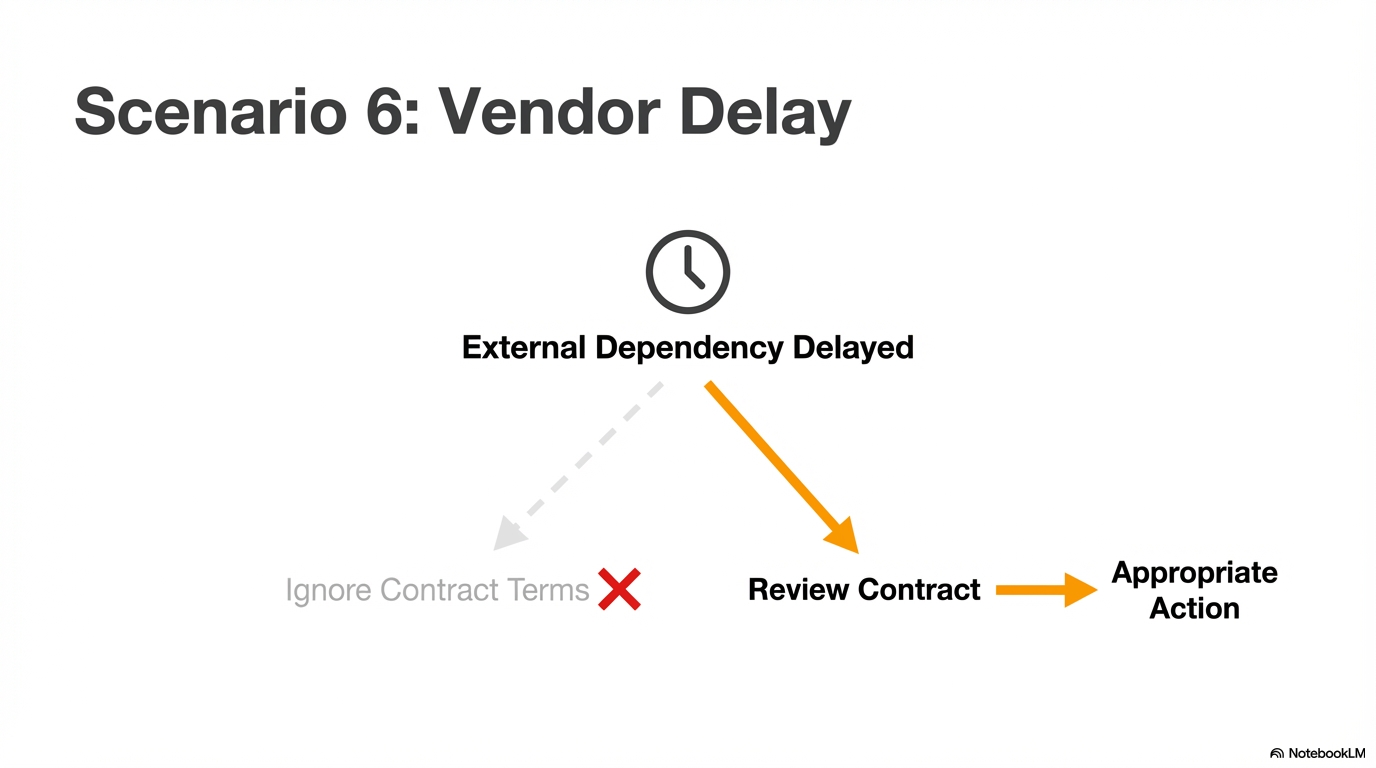 Scenario 6: Vendor Delay
External Dependency Delayed
Ignore Contract Terms
Review Contract
Appropriate
Action
NotebookLM